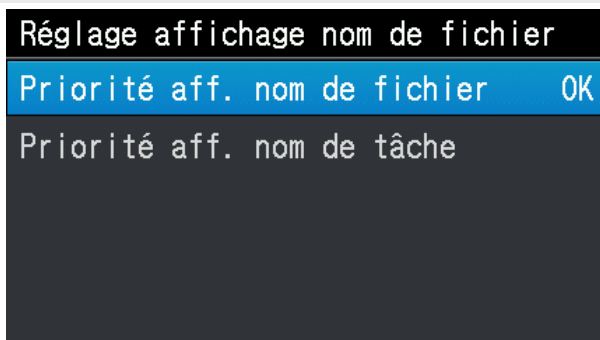 Réglage affichage nom de fichier
Priorité aff. nom de fichier OK
Priorité aff. nom de tâche